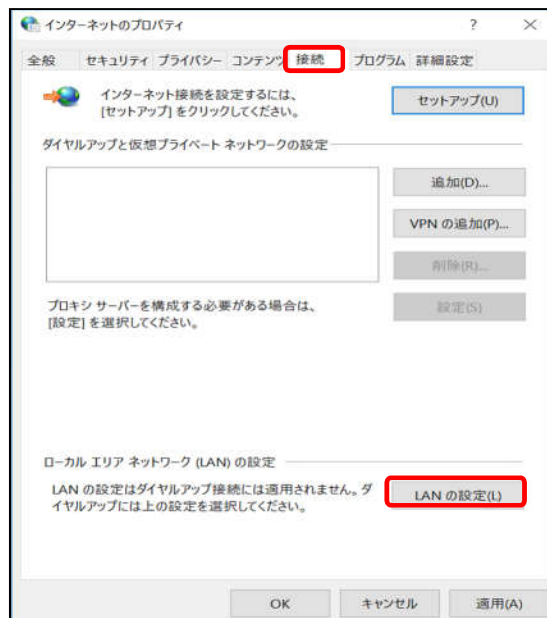 インターネットのプロパティ ? ×
全般 セキュリティ プライバシー コンテンツ 接続 プログラム 詳細設定
インターネット接続を設定するには、
[セットアップ] をクリックしてください。
セットアップ(U)
ダイヤルアップと仮想プライベート ネットワークの設定
追加(D)...
VPN の追加(P)...
削除(R)...
プロキシ サーバーを構成する必要がある場合は、
[設定] を選択してください。
設定(S)
ローカル エリア ネットワーク (LAN) の設定
LAN の設定はダイヤルアップ接続には適用されません。ダ
イヤルアップには上の設定を選択してください。
LAN の設定(L)
OK キャンセル 適用(A)